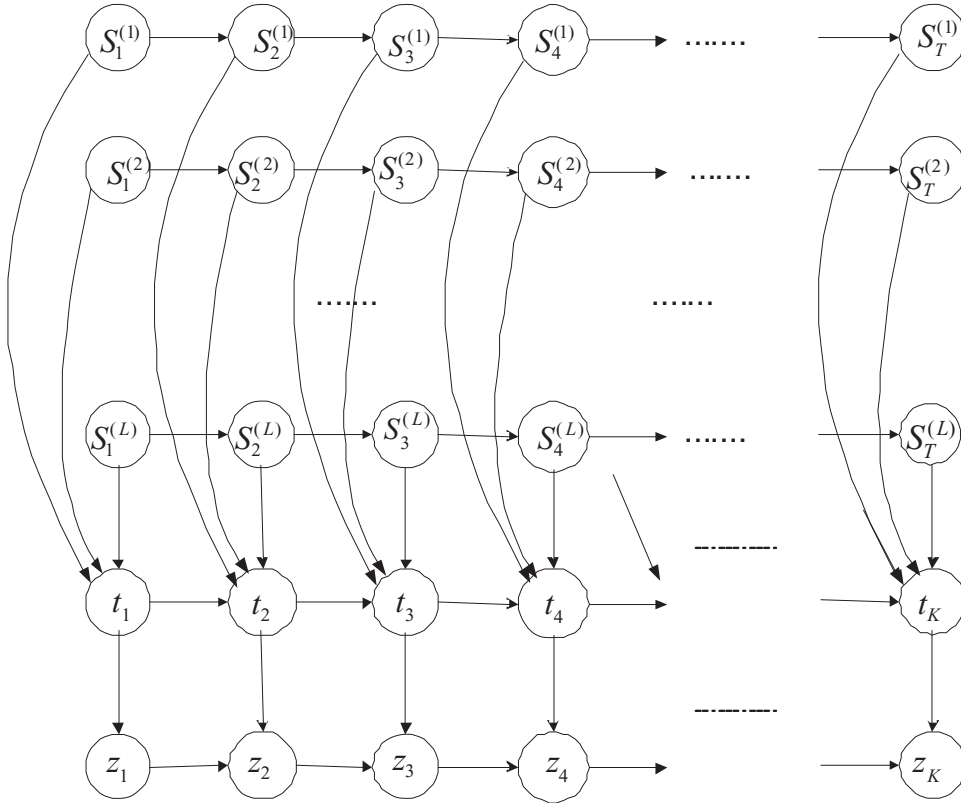 S_1^{(1)} S_2^{(1)} S_3^{(1)} S_4^{(1)} ....... S_T^{(1)}
S_1^{(2)} S_2^{(2)} S_3^{(2)} S_4^{(2)} ....... S_T^{(2)}
....... .......
S_1^{(L)} S_2^{(L)} S_3^{(L)} S_4^{(L)} ....... S_T^{(L)}
t_1 t_2 t_3 t_4 t_K
z_1 z_2 z_3 z_4 z_K